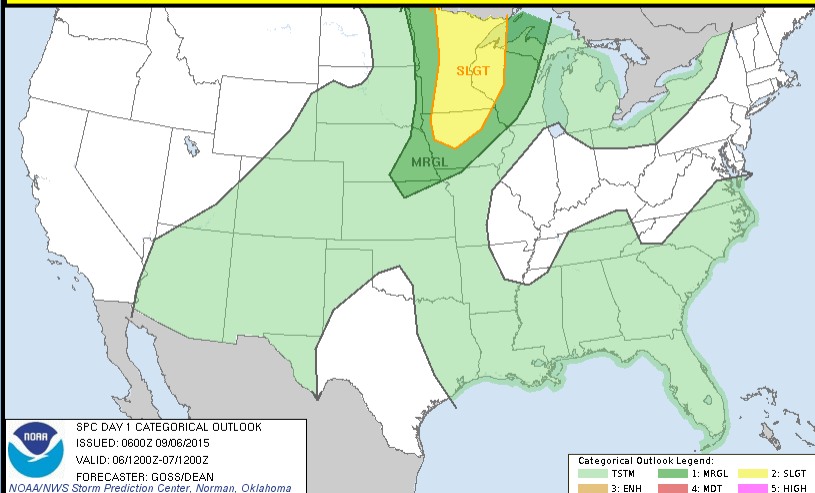 SLGT
MRGL
NOAA
SPC DAY 1 CATEGORICAL OUTLOOK
ISSUED: 0600Z 09/06/2015
VALID: 06/1200Z-07/1200Z
FORECASTER: GOSS/DEAN
NOAA/NWS Storm Prediction Center, Norman, Oklahoma
Categorical Outlook Legend:
TSTM 1: MRGL 2: SLGT
3: ENH 4: MDT 5: HIGH